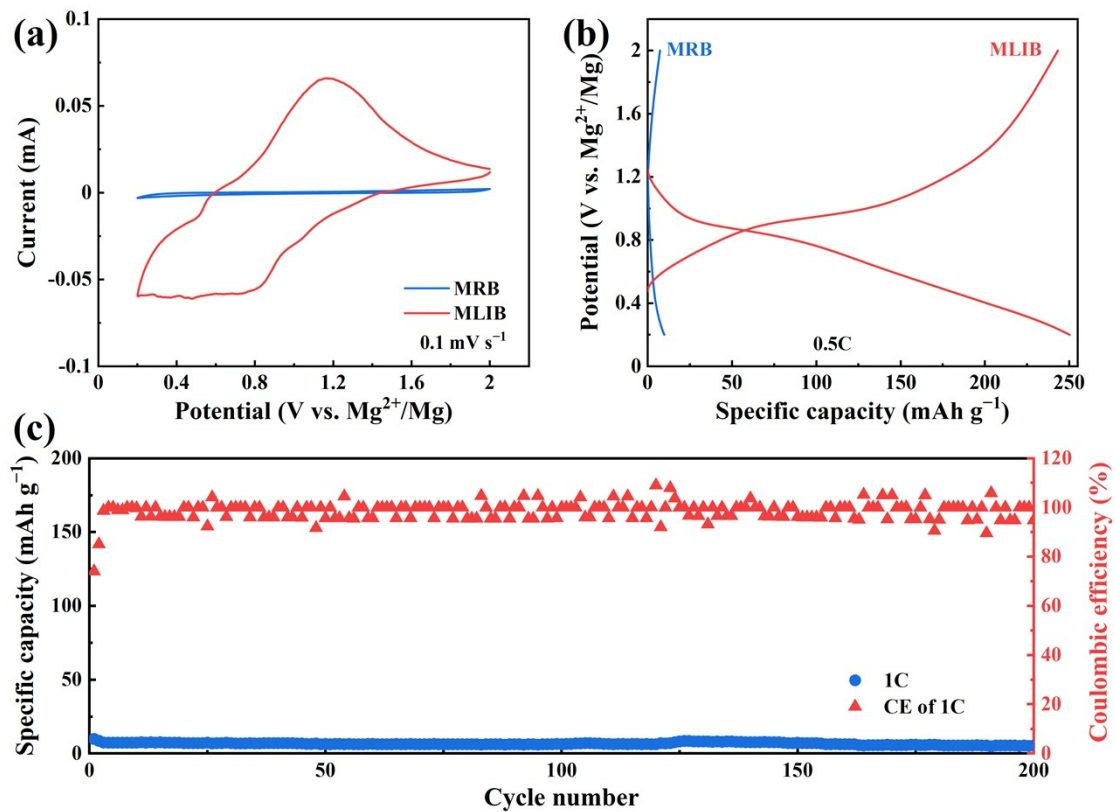 (a)
0.1
0.05
0
-0.05
-0.1
Current (mA)
0
0.4
0.8
1.2
1.6
2
Potential (V vs. Mg²⁺/Mg)
MRB
MLIB
0.1 mV s⁻¹
(b)
MRB
MLIB
2
1.6
1.2
0.8
0.4
0
Potential (V vs. Mg²⁺/Mg)
0.5C
0
50
100
150
200
250
Specific capacity (mAh g⁻¹)
(c)
200
150
100
50
0
Specific capacity (mAh g⁻¹)
120
100
80
60
40
20
0
Coulombic efficiency (%)
1C
CE of 1C
0
50
100
150
200
Cycle number